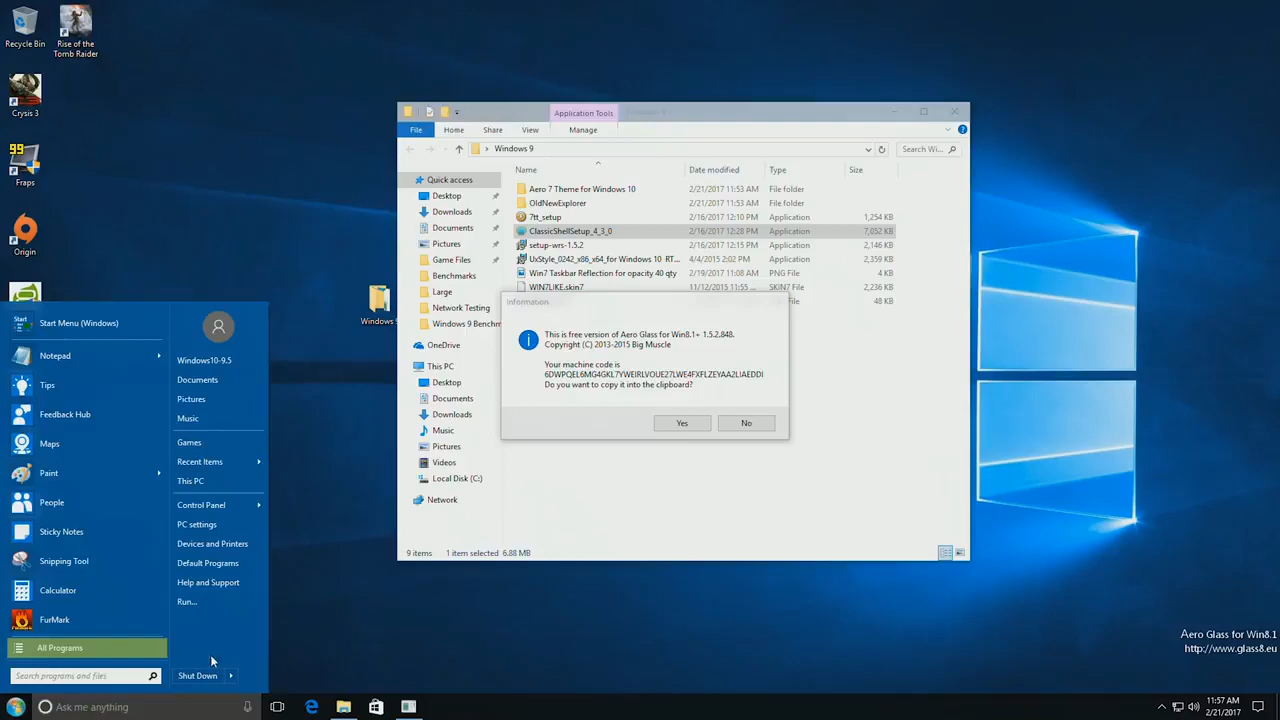 Recycle Bin
Rise of the
Tomb Raider
Crysis 3
99
Fraps
Origin
Windows 9
Application Tools
File
Home
Share
View
Manage
Windows 9
Search Wi...
Quick access
Desktop
Downloads
Documents
Pictures
Game Files
Benchmarks
Large
Network Testing
Windows 9 Benchm
OneDrive
This PC
Desktop
Documents
Downloads
Music
Pictures
Videos
Local Disk (C:)
Network
Name Date modified Type Size
Aero 7 Theme for Windows 10 2/21/2017 11:53 AM File folder
OldNewExplorer 2/21/2017 11:53 AM File folder
7tt_setup 2/16/2017 12:10 PM Application 1,254 KB
ClassicShellSetup_4_3_0 2/16/2017 12:28 PM Application 7,052 KB
setup-wrs-1.5.2 2/16/2017 12:15 PM Application 2,146 KB
UxStyle_0242_x86_x64_for Windows 10 RT... 4/4/2015 2:02 PM Application 2,359 KB
Win7 Taskbar Reflection for opacity 40 qty 2/19/2017 11:08 AM PNG File 4 KB
WIN7LIKE.skin7 11/12/2015 11:55 ... SKIN7 File 2,236 KB
File 48 KB
Information
This is free version of Aero Glass for Win8.1+ 1.5.2.848.
Copyright (C) 2013-2015 Big Muscle
Your machine code is
6DWPQEL6MG4GKL7YWEIRLVOUE27LWE4FXFLZEYAA2LIAEDDI
Do you want to copy it into the clipboard?
Yes
No
9 items 1 item selected 6.88 MB
Start
Start Menu (Windows)
Notepad
Tips
Feedback Hub
Maps
Paint
People
Sticky Notes
Snipping Tool
Calculator
FurMark
All Programs
Search programs and files
Windows10-9.5
Documents
Pictures
Music
Games
Recent Items
This PC
Control Panel
PC settings
Devices and Printers
Default Programs
Help and Support
Run...
Shut Down
Aero Glass for Win8.1
http://www.glass8.eu
Ask me anything
11:57 AM
2/21/2017